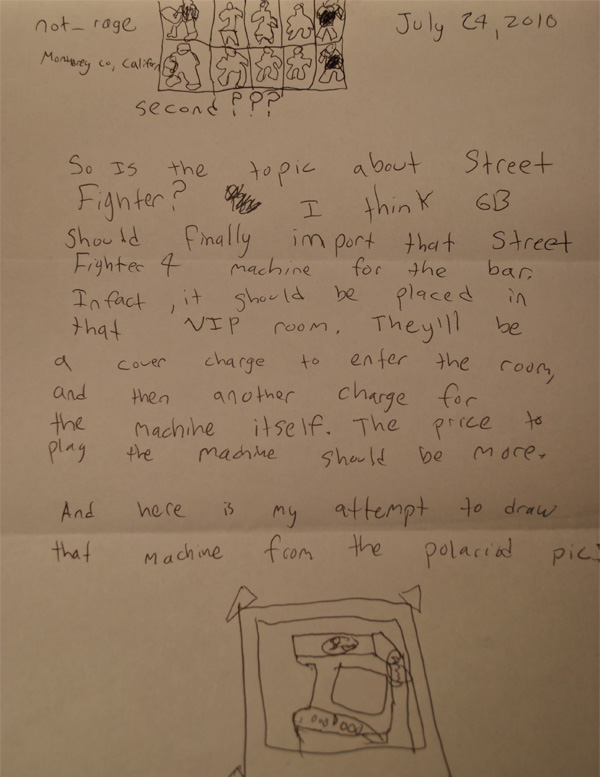 not_rage
July 24, 2010
Monterey co, Californ
second ???
So Is the topic about Street
Fighter? I think GB
should finally import that Street
Fighter 4 machine for the bar.
Infact, it should be placed in
that VIP room. They'll be
a cover charge to enter the room,
and then another charge for
the machine itself. The price to
play the machine should be more.
And here is my attempt to draw
that machine from the polaroid pic!